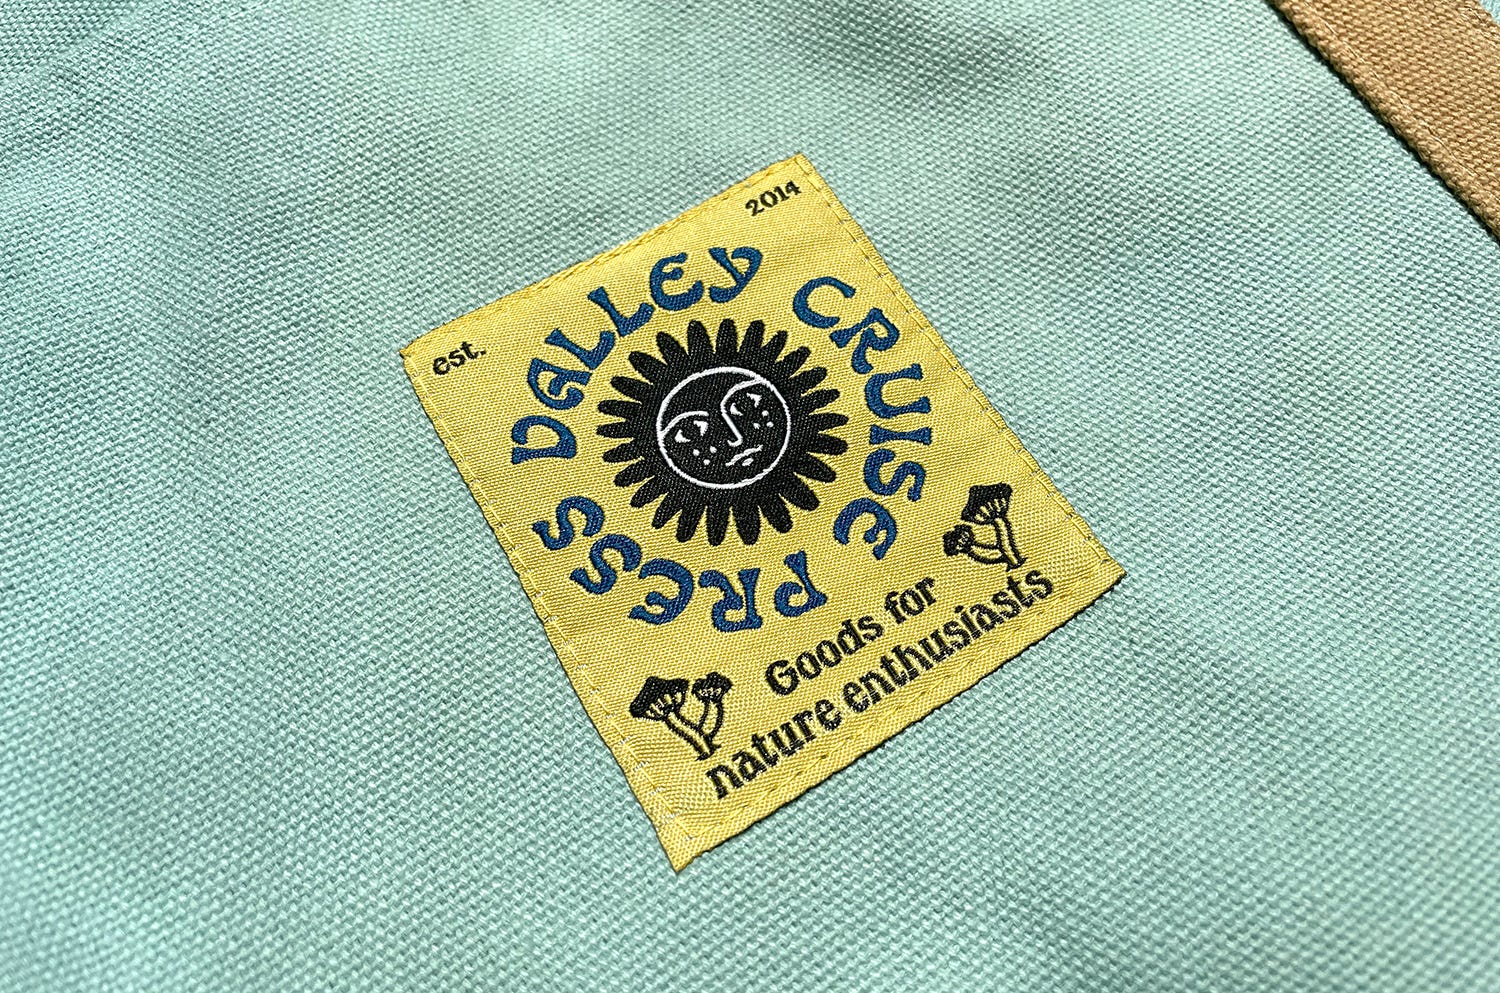 est. 2014
VALLEY CRUISE PRESS
Goods for
nature enthusiasts